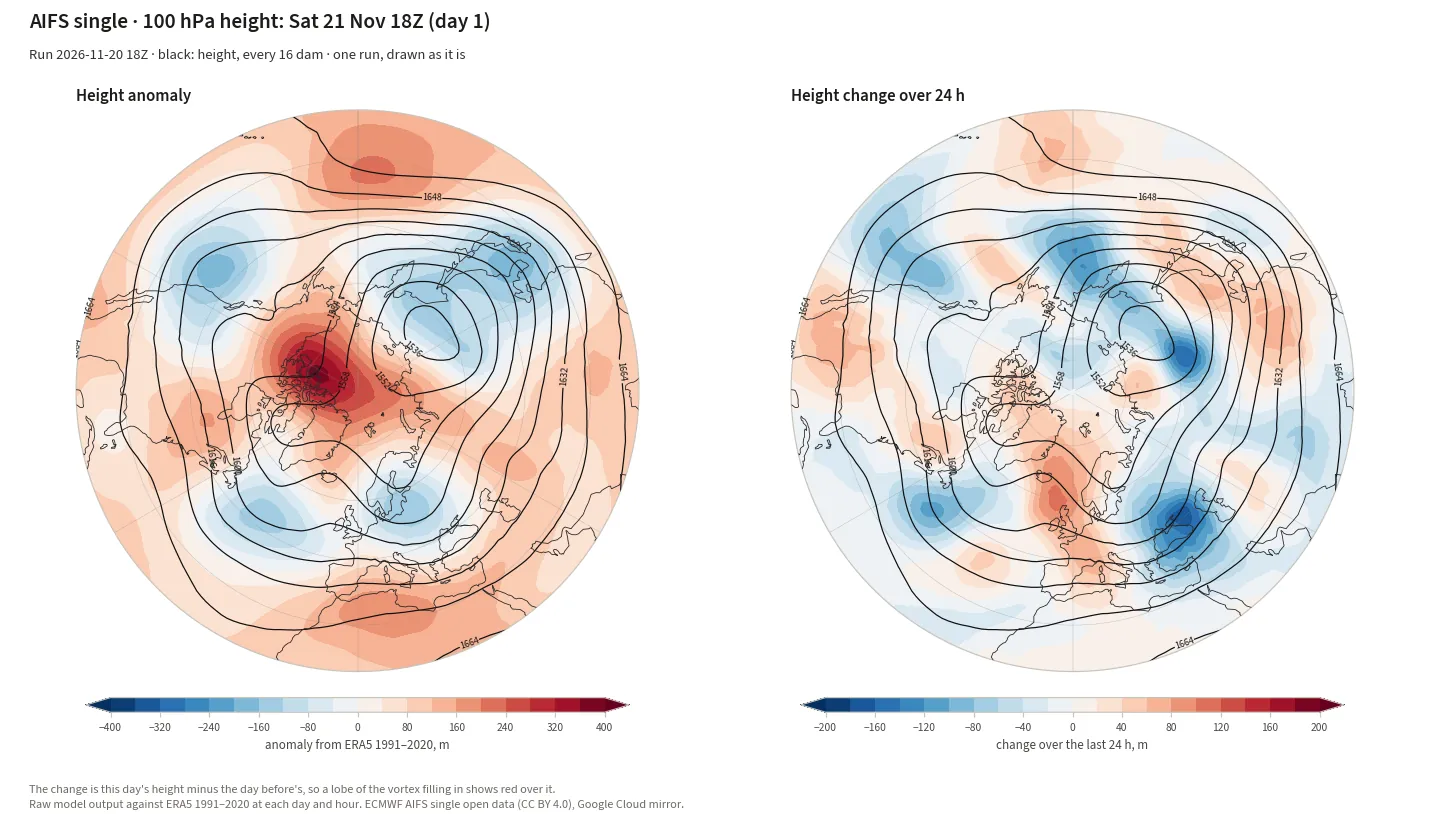 AIFS single · 100 hPa height: Sat 21 Nov 18Z (day 1)
Run 2026-11-20 18Z · black: height, every 16 dam · one run, drawn as it is
Height anomaly
Height change over 24 h
1648
1664
1632
1664
1536
1552
1568
1664
1648
1664
1632
1664
1536
1552
1568
1664
−400 −320 −240 −160 −80 0 80 160 240 320 400
anomaly from ERA5 1991–2020, m
−200 −160 −120 −80 −40 0 40 80 120 160 200
change over the last 24 h, m
The change is this day's height minus the day before's, so a lobe of the vortex filling in shows red over it.
Raw model output against ERA5 1991–2020 at each day and hour. ECMWF AIFS single open data (CC BY 4.0), Google Cloud mirror.